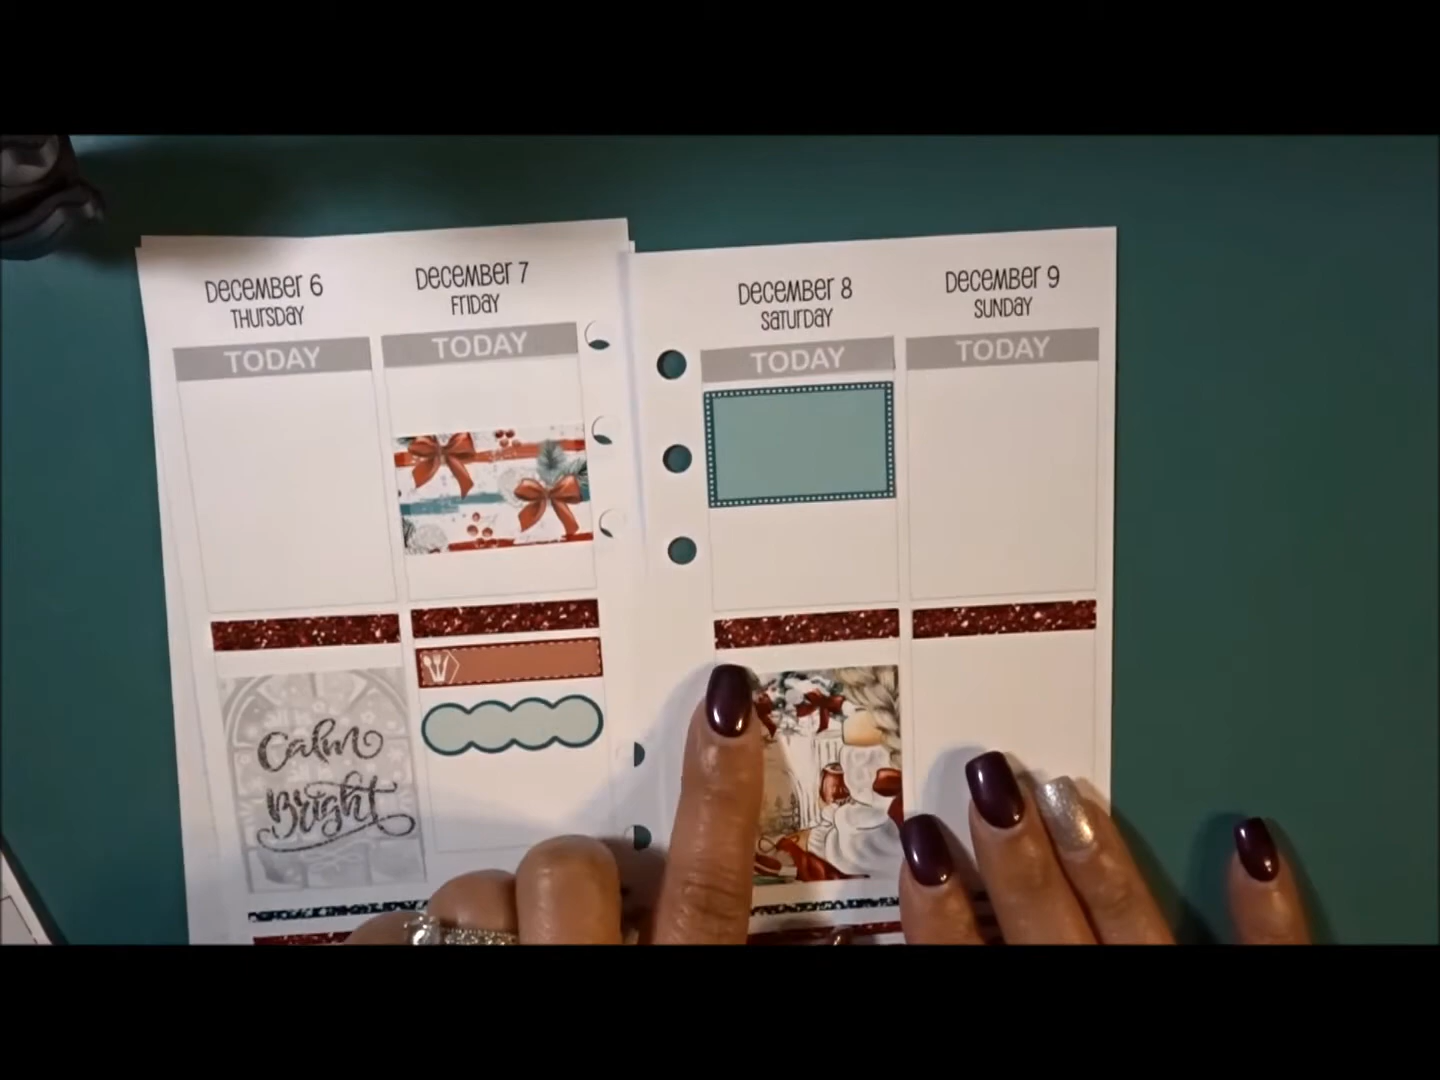 December 6
Thursday
TODAY
December 7
Friday
TODAY
December 8
Saturday
TODAY
December 9
Sunday
TODAY
Calm
Bright